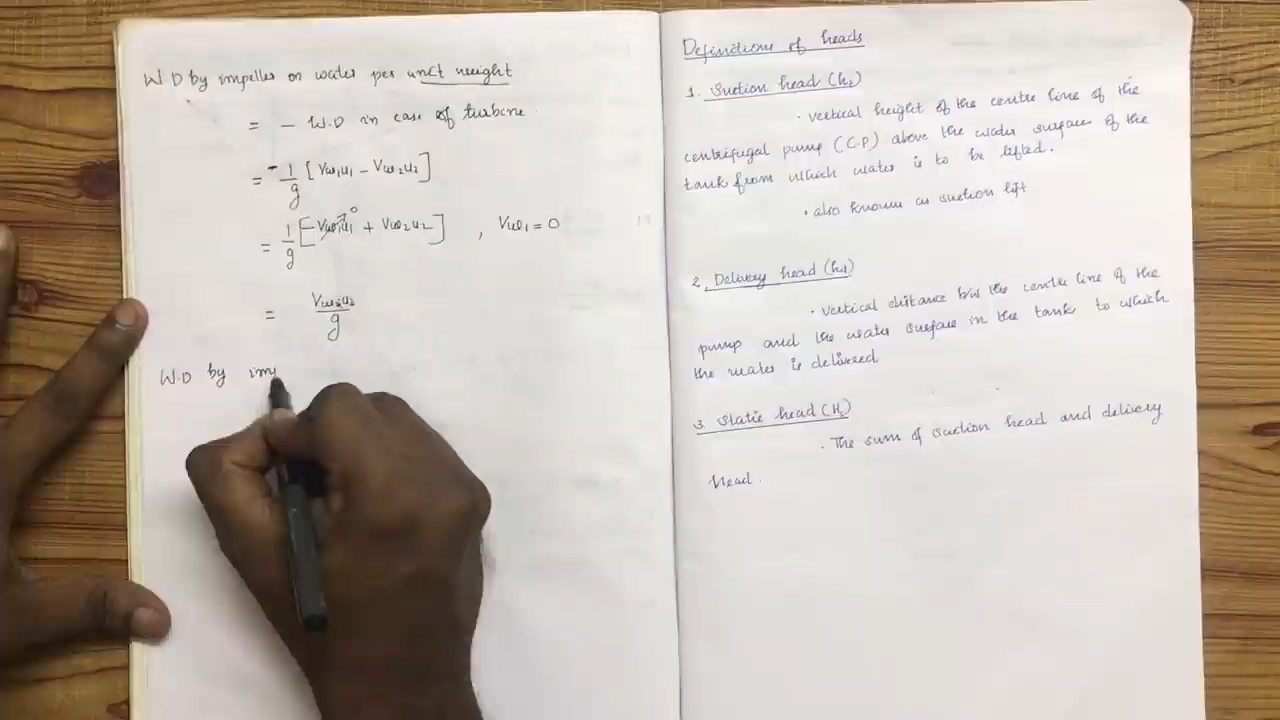 W D by impeller on water per unit weight
= - W.D in case of turbine.
= -1/g [Vw1u1 - Vw2u2]
= 1/g [-Vw1u1 0 + Vw2u2] , Vw1 = 0
= Vw2u2/g
W.D by imp
Definitions of heads
1. Suction head (hs)
· vertical height of the centre line of the
centrifugal pump (C.P) above the water surface of the
tank from which water is to be lifted.
· also known as suction lift
2. Delivery head (hd)
· vertical distance b/w the centre line of the
pump and the water surface in the tank to which
the water is delivered
3. Static head (Hs)
· The sum of suction head and delivery
head.